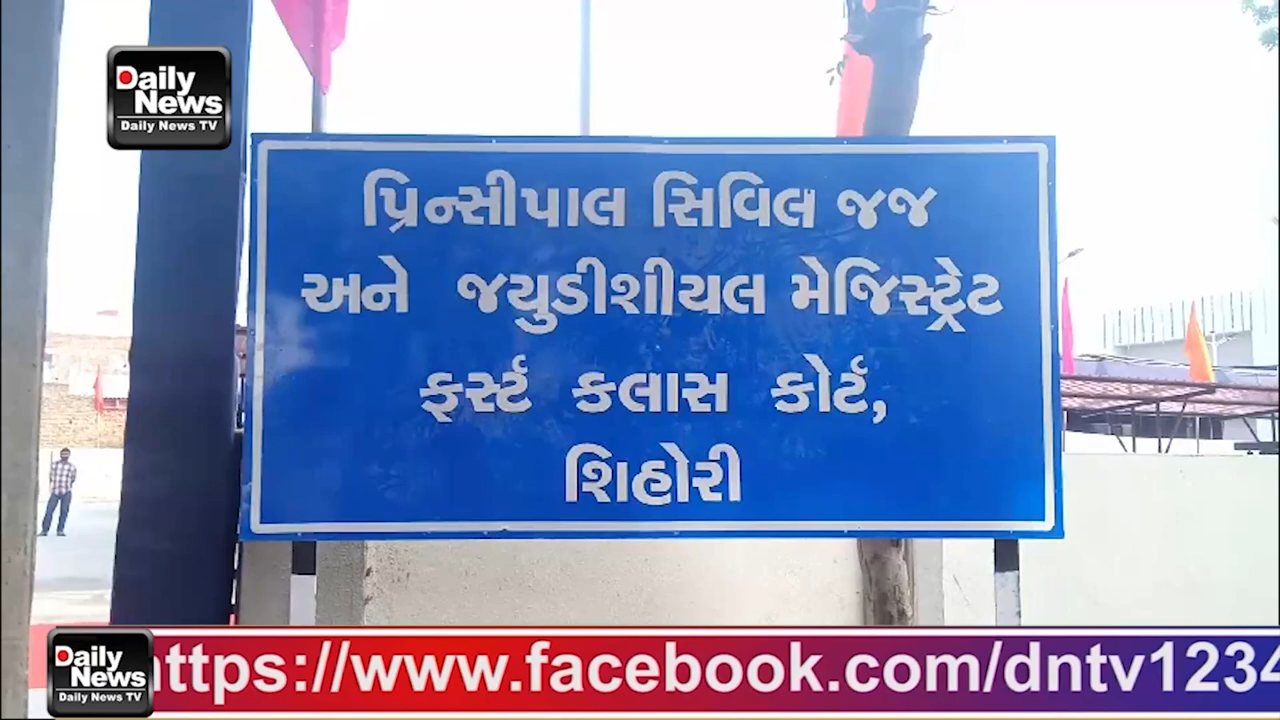 Daily
News
Daily News TV
પ્રિન્સીપાલ સિવિલ જજ
અને જયુડીશીયલ મેજિસ્ટ્રેટ
ફર્સ્ટ કલાસ કોર્ટ,
શિહોરી
Daily
News
Daily News TV
https://www.facebook.com/dntv1234